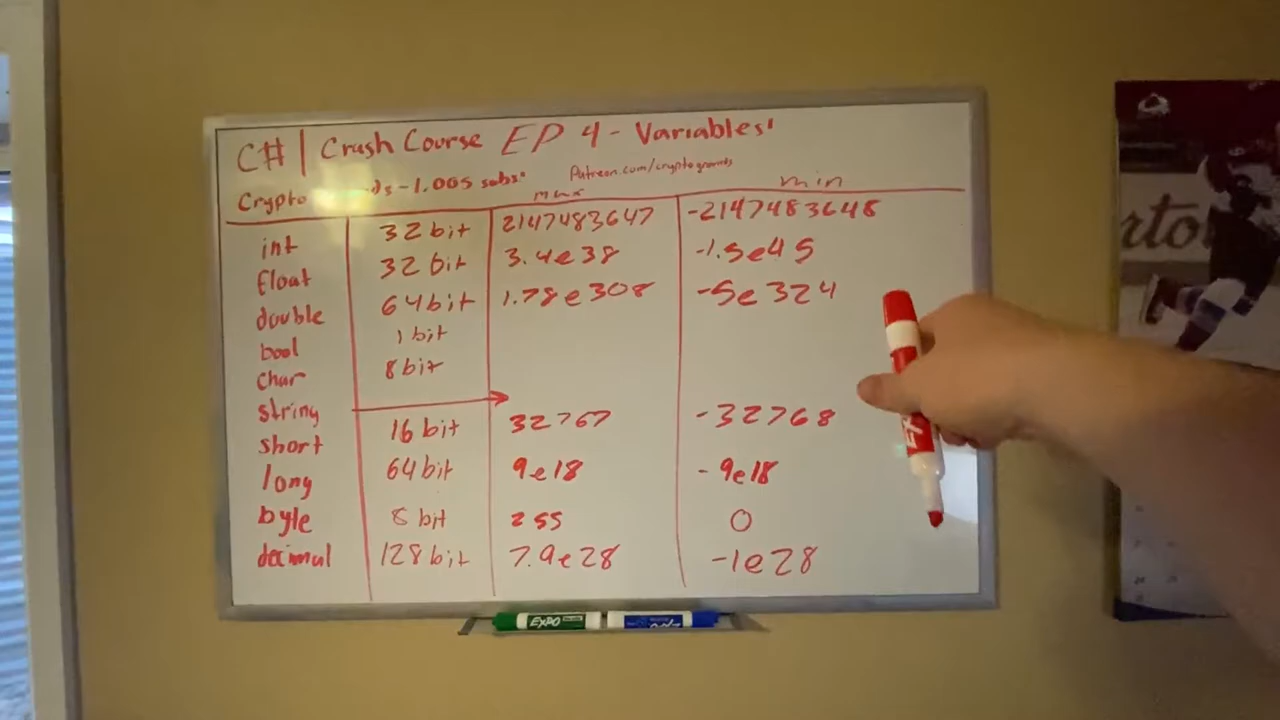 C# | Crash Course EP 4 - Variables!
Crypto ds - 1.005 subs! Patreon.com/cryptogrounds
max min
int 32 bit 2147483647 -2147483648
float 32 bit 3.4e38 -1.5e45
double 64 bit 1.78e308 -5e324
bool 1 bit
char 8 bit
string
short 16 bit 32767 -32768
long 64 bit 9e18 -9e18
byte 8 bit 255 0
decimal 128 bit 7.9e28 -1e28
EXPO
EX